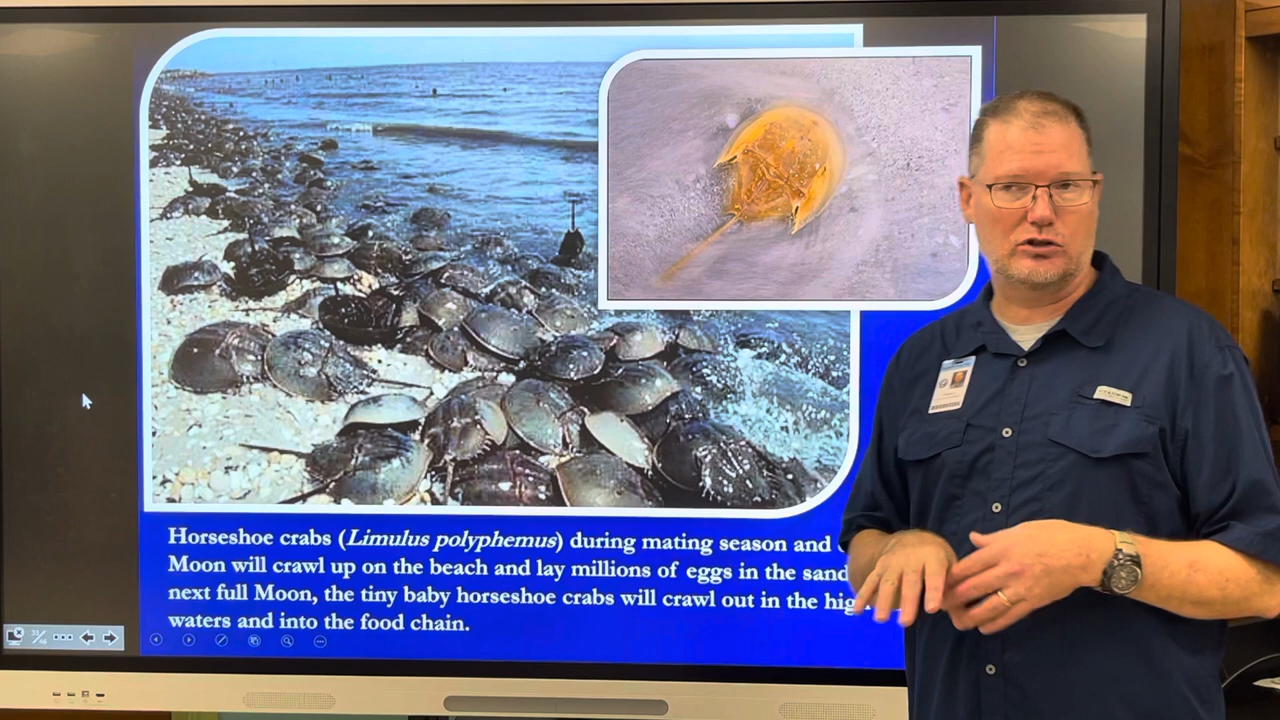 Horseshoe crabs (Limulus polyphemus) during mating season and
Moon will crawl up on the beach and lay millions of eggs in the sand
next full Moon, the tiny baby horseshoe crabs will crawl out in the hig
waters and into the food chain.